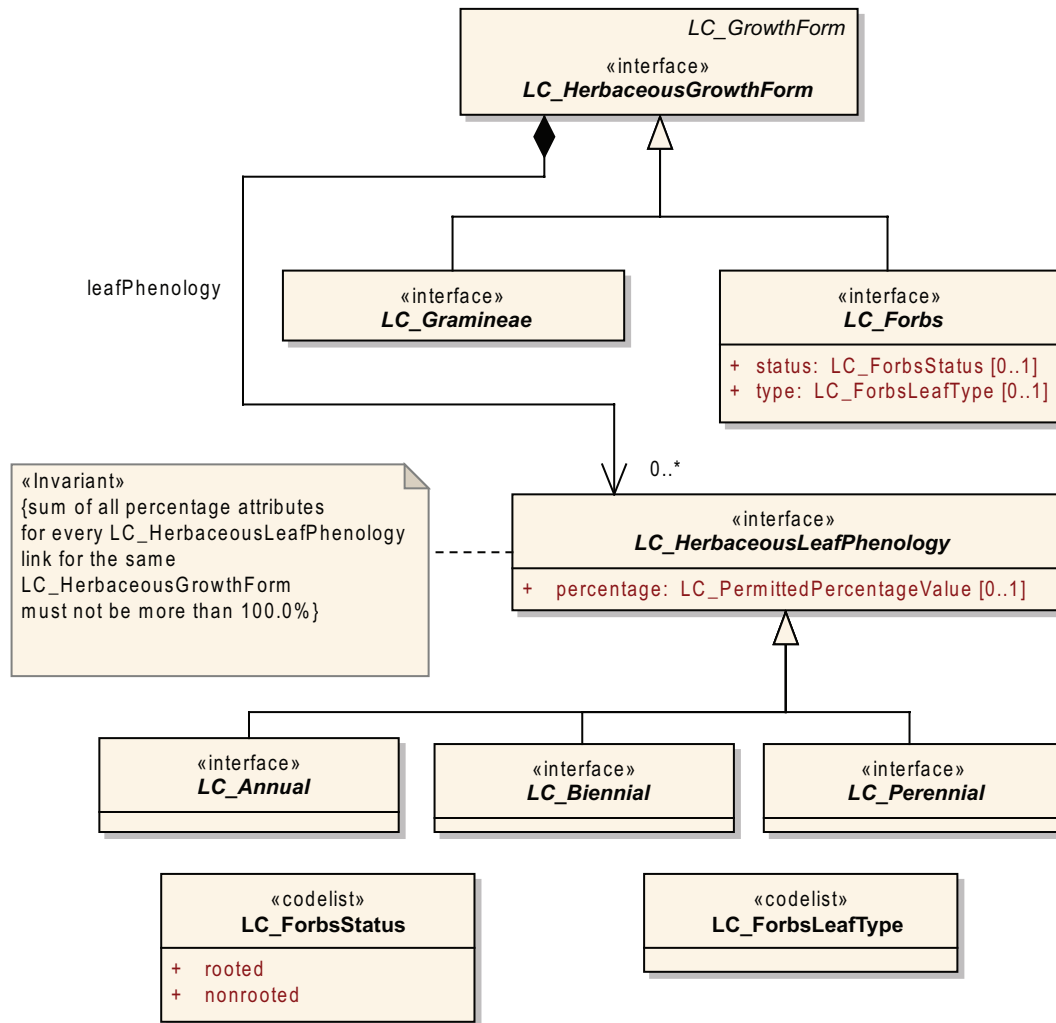 LC_GrowthForm
«interface»
LC_HerbaceousGrowthForm
leafPhenology
«interface»
LC_Gramineae
«interface»
LC_Forbs
+ status: LC_ForbsStatus [0..1]
+ type: LC_ForbsLeafType [0..1]
0..*
«Invariant»
{sum of all percentage attributes
for every LC_HerbaceousLeafPhenology
link for the same
LC_HerbaceousGrowthForm
must not be more than 100.0%}
«interface»
LC_HerbaceousLeafPhenology
+ percentage: LC_PermittedPercentageValue [0..1]
«interface»
LC_Annual
«interface»
LC_Biennial
«interface»
LC_Perennial
«codelist»
LC_ForbsStatus
+ rooted
+ nonrooted
«codelist»
LC_ForbsLeafType